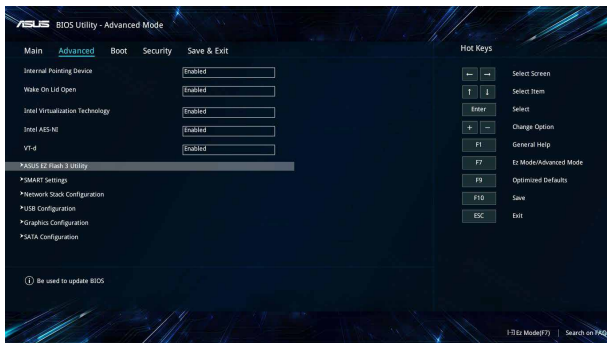 ASUS BIOS Utility - Advanced Mode
Main Advanced Boot Security Save & Exit
Internal Pointing Device Enabled
Wake On Lid Open Enabled
Intel Virtualization Technology Enabled
Intel AES-NI Enabled
VT-d Enabled
>ASUS EZ Flash 3 Utility
>SMART Settings
>Network Stack Configuration
>USB Configuration
>Graphics Configuration
>SATA Configuration
Be used to update BIOS
Hot Keys
← → Select Screen
↑ ↓ Select Item
Enter Select
+ − Change Option
F1 General Help
F7 Ez Mode/Advanced Mode
F9 Optimized Defaults
F10 Save
ESC Exit
Ez Mode(F7) | Search on FAQ